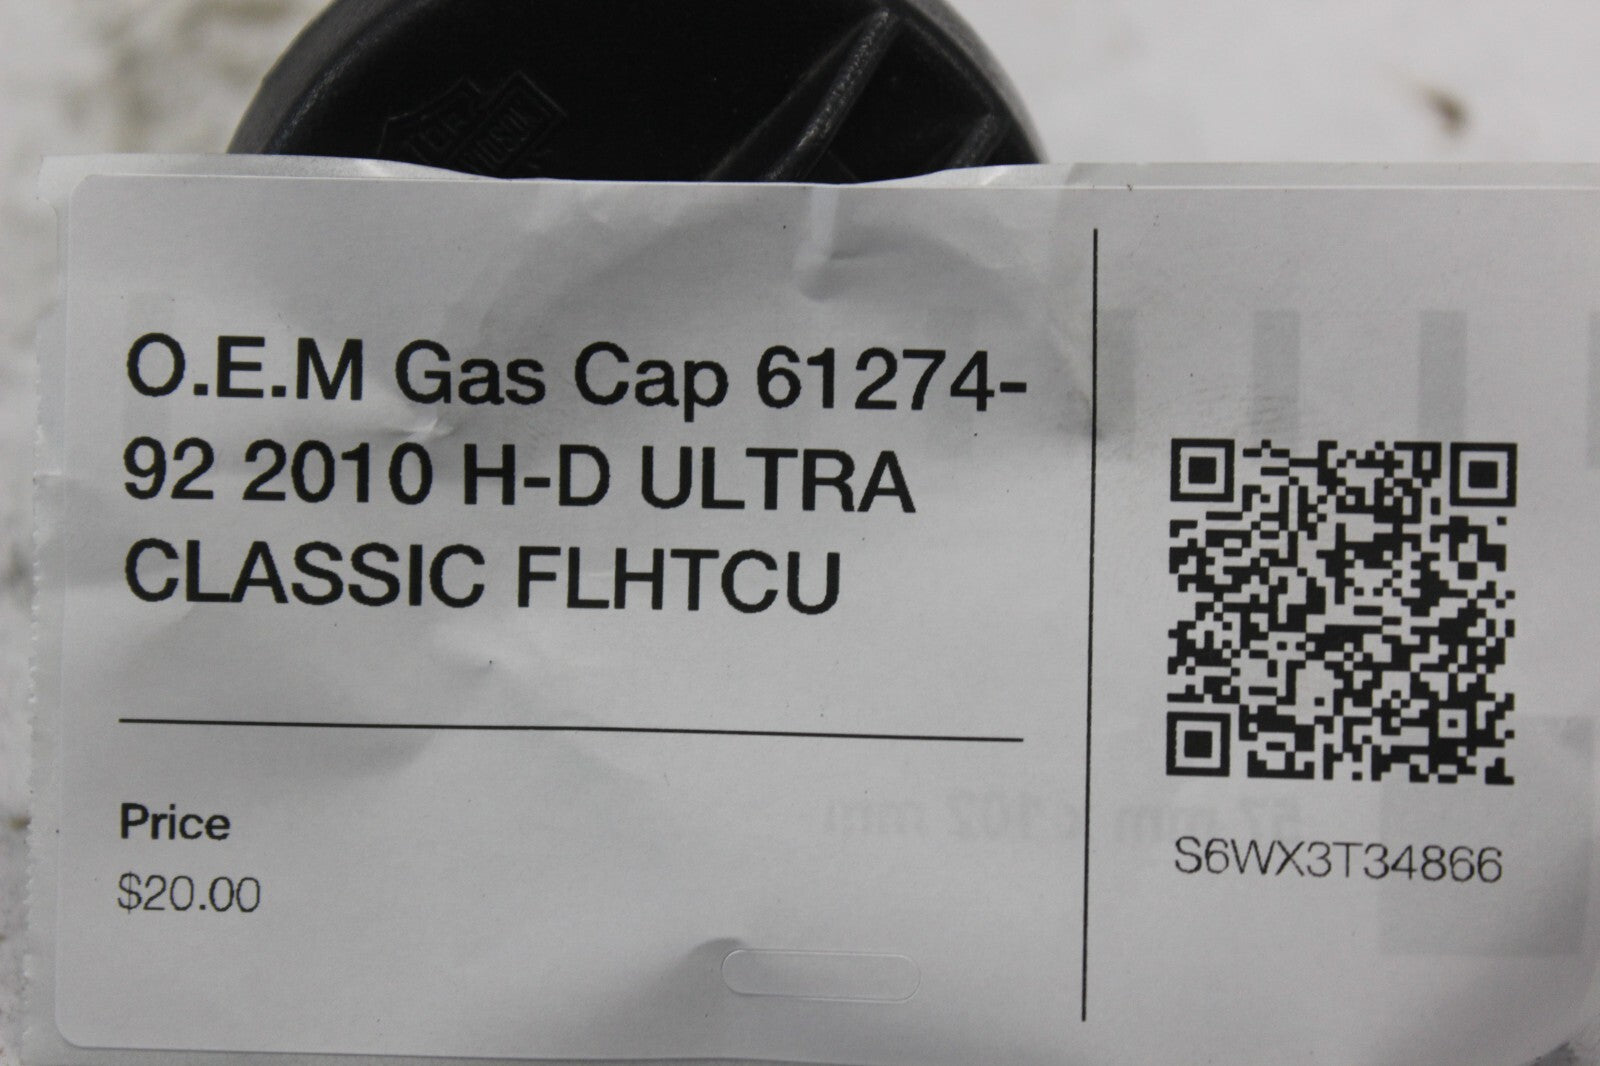 O.E.M Gas Cap 61274-
92 2010 H-D ULTRA
CLASSIC FLHTCU
Price
$20.00
S6WX3T34866